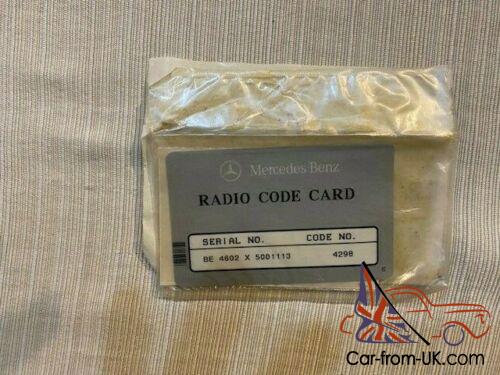 Mercedes Benz
RADIO CODE CARD
SERIAL NO. CODE NO.
BE 4602 X 5001113 4298
Car-from-UK.com